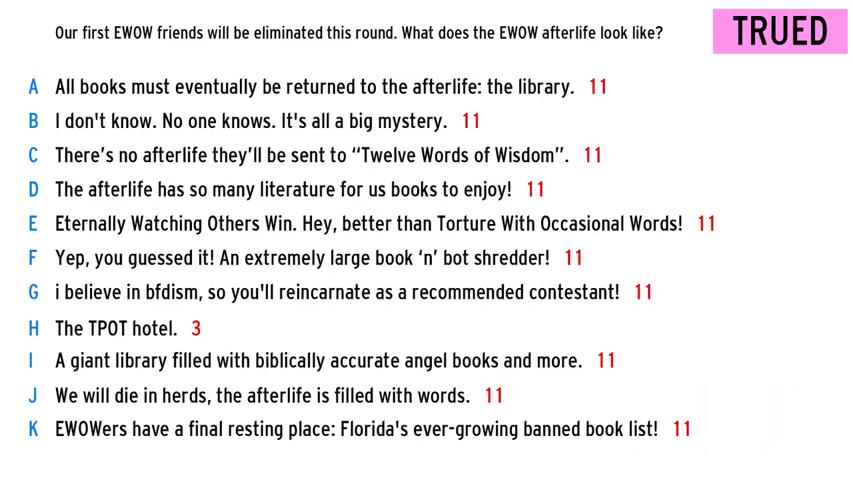 Our first EWOW friends will be eliminated this round. What does the EWOW afterlife look like?
TRUED
A All books must eventually be returned to the afterlife: the library. 11
B I don't know. No one knows. It's all a big mystery. 11
C There’s no afterlife they’ll be sent to “Twelve Words of Wisdom”. 11
D The afterlife has so many literature for us books to enjoy! 11
E Eternally Watching Others Win. Hey, better than Torture With Occasional Words! 11
F Yep, you guessed it! An extremely large book ‘n’ bot shredder! 11
G i believe in bfdism, so you'll reincarnate as a recommended contestant! 11
H The TPOT hotel. 3
I A giant library filled with biblically accurate angel books and more. 11
J We will die in herds, the afterlife is filled with words. 11
K EWOWers have a final resting place: Florida's ever-growing banned book list! 11